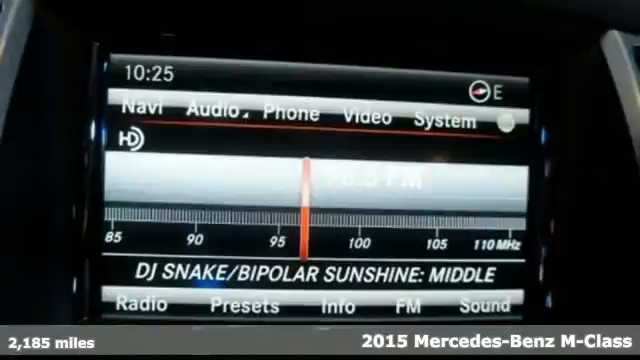 10:25
E
Navi Audio Phone Video System
HD
FM
85 90 95 100 105 110 MHz
DJ SNAKE/BIPOLAR SUNSHINE: MIDDLE
Radio Presets Info FM Sound
2,185 miles
2015 Mercedes-Benz M-Class